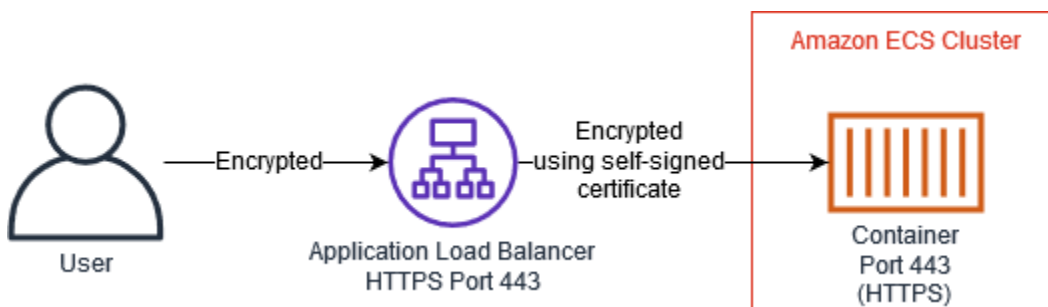 Amazon ECS Cluster
Encrypted
Encrypted
using self-signed
certificate
User
Application Load Balancer
HTTPS Port 443
Container
Port 443
(HTTPS)